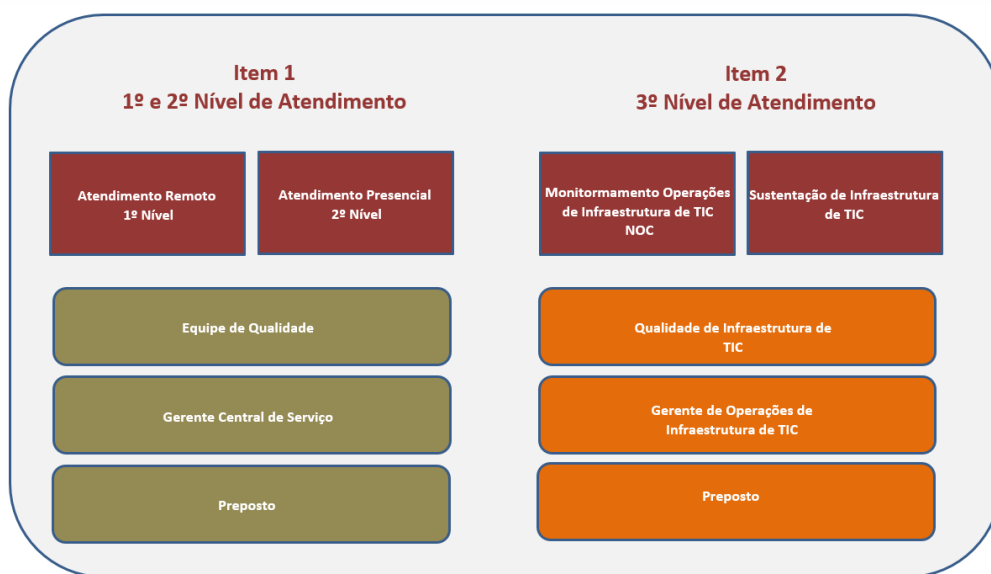 Item 1
1º e 2º Nível de Atendimento
Atendimento Remoto
1º Nível
Atendimento Presencial
2º Nível
Equipe de Qualidade
Gerente Central de Serviço
Preposto
Item 2
3º Nível de Atendimento
Monitormamento Operações
de Infraestrutura de TIC
NOC
Sustentação de Infraestrutura
de TIC
Qualidade de Infraestrutura de
TIC
Gerente de Operações de
Infraestrutura de TIC
Preposto